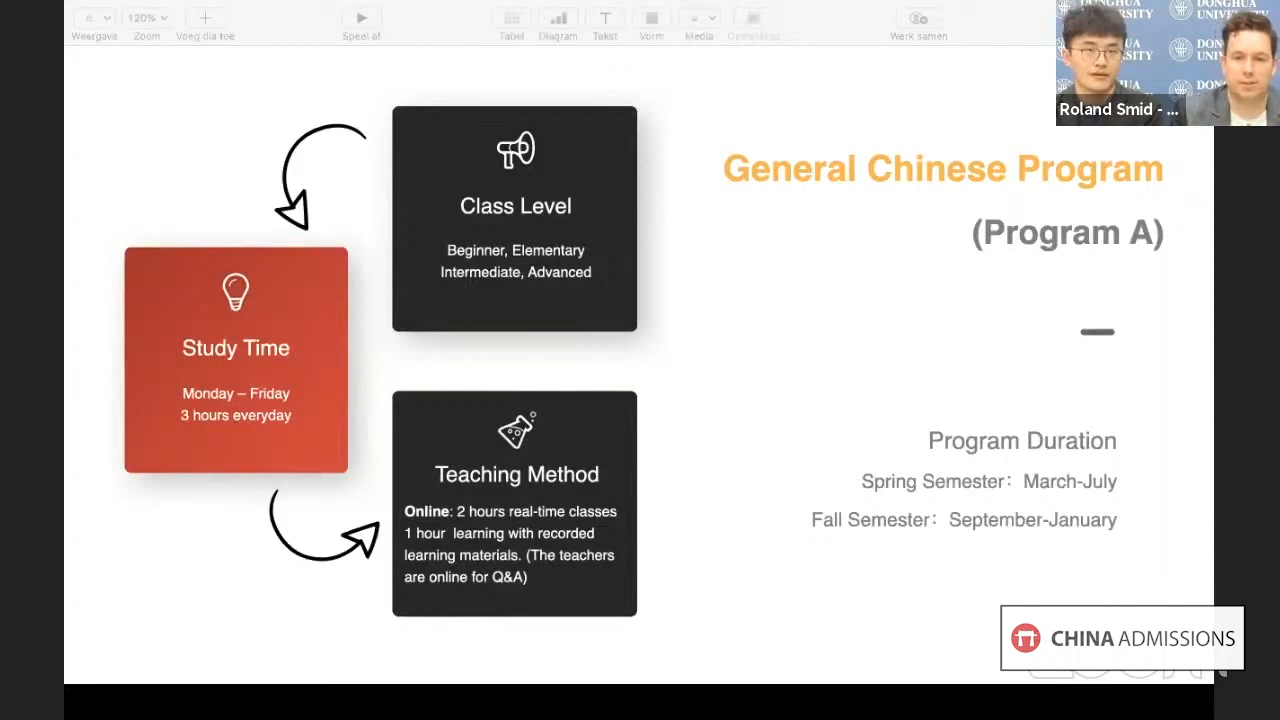 120%
Weergave
Zoom
Voeg dia toe
Speel af
Tabel
Diagram
Tekst
Vorm
Media
Werk samen
DONGHUA
UNIVERSITY
Roland Smid - ...
General Chinese Program
(Program A)
Class Level
Beginner, Elementary
Intermediate, Advanced
Study Time
Monday – Friday
3 hours everyday
Teaching Method
Online: 2 hours real-time classes
1 hour learning with recorded
learning materials. (The teachers
are online for Q&A)
Program Duration
Spring Semester：March-July
Fall Semester：September-January
CHINA ADMISSIONS